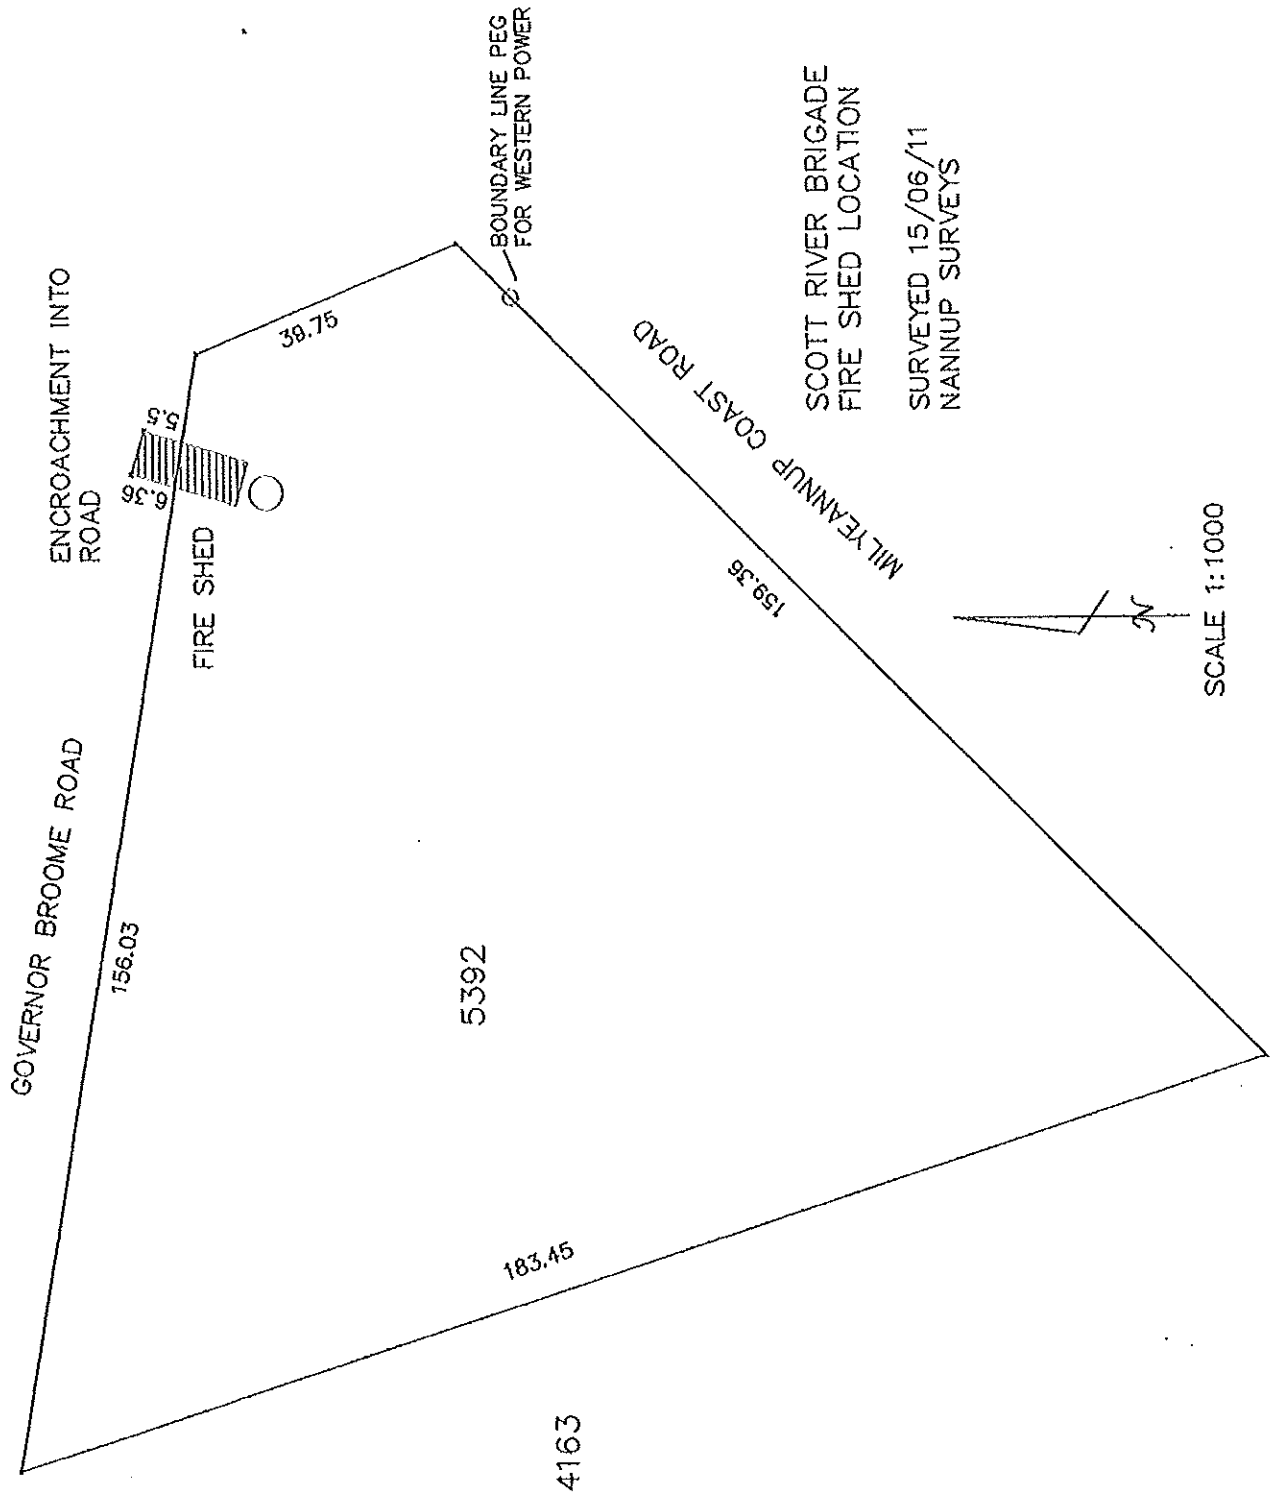 GOVERNOR BROOME ROAD
156.03
ENCROACHMENT INTO
ROAD
6.36
5.5
FIRE SHED
39.75
BOUNDARY LINE PEG
FOR WESTERN POWER
5392
183.45
4163
159.36
MILYEANNUP COAST ROAD
SCOTT RIVER BRIGADE
FIRE SHED LOCATION
SURVEYED 15/06/11
NANNUP SURVEYS
N
SCALE 1:1000